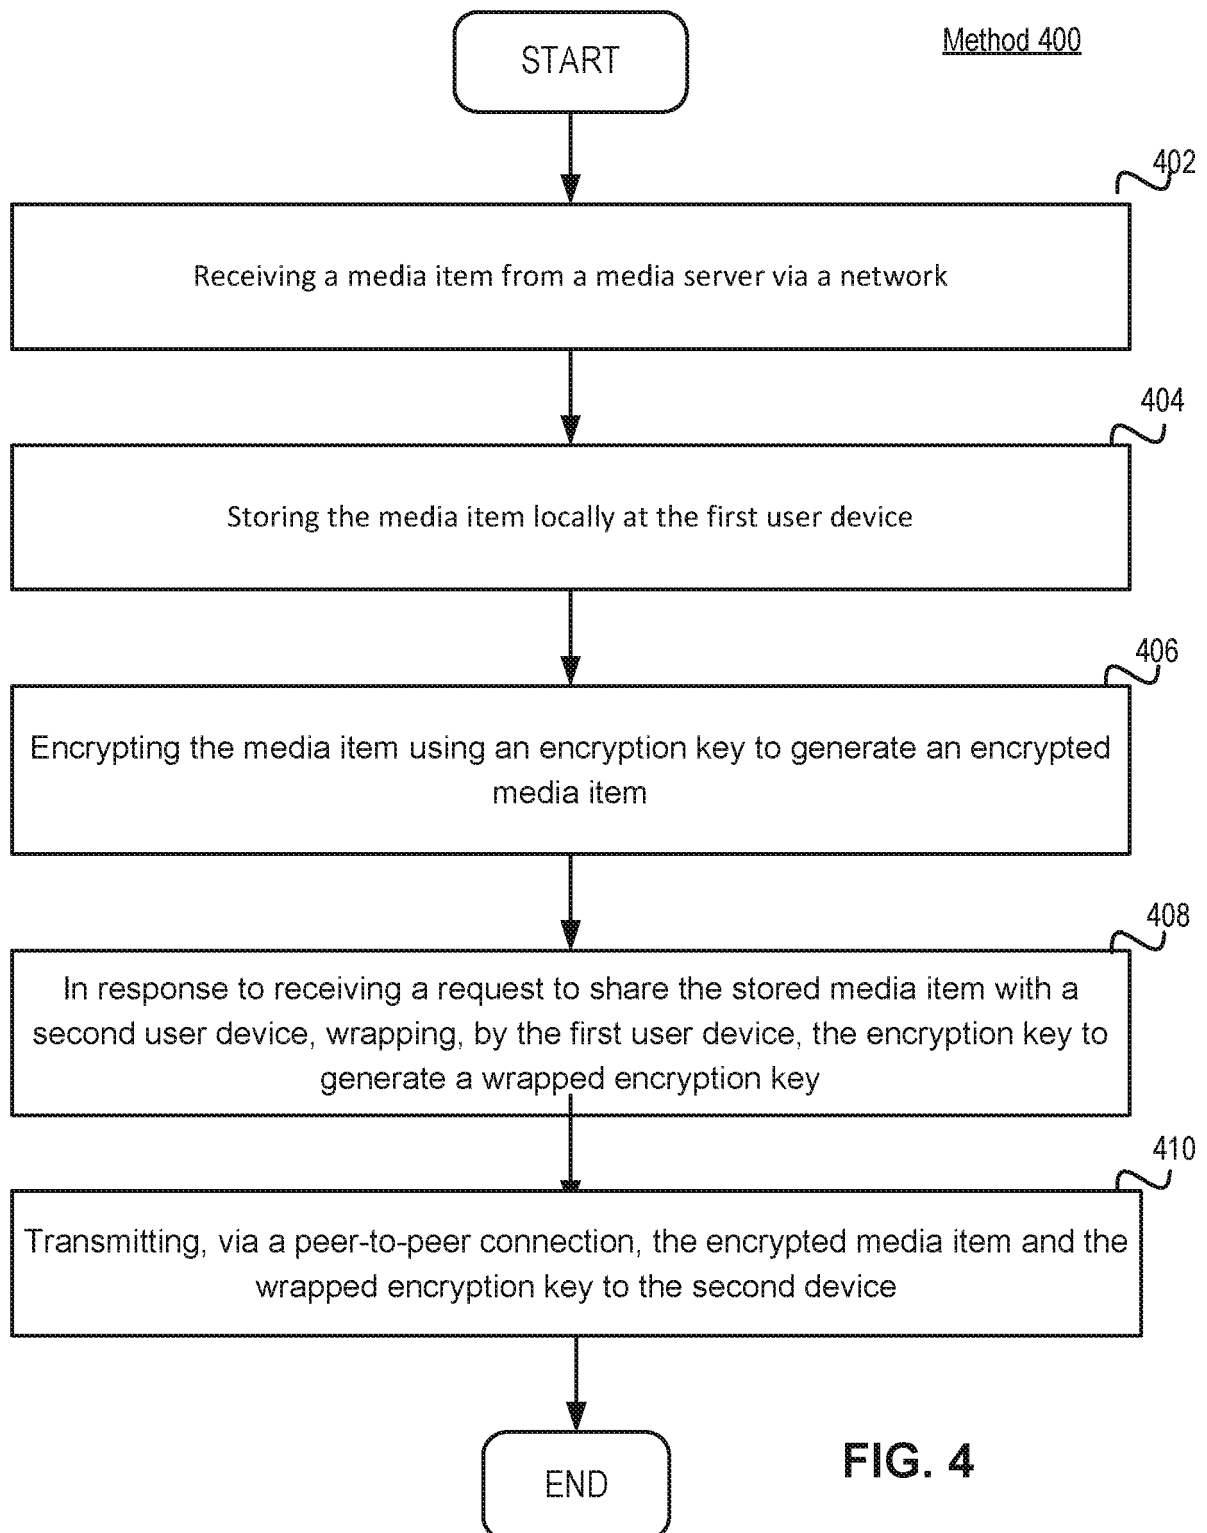 START
Method 400
402
Receiving a media item from a media server via a network
404
Storing the media item locally at the first user device
406
Encrypting the media item using an encryption key to generate an encrypted
media item
408
In response to receiving a request to share the stored media item with a
second user device, wrapping, by the first user device, the encryption key to
generate a wrapped encryption key
410
Transmitting, via a peer-to-peer connection, the encrypted media item and the
wrapped encryption key to the second device
FIG. 4
END